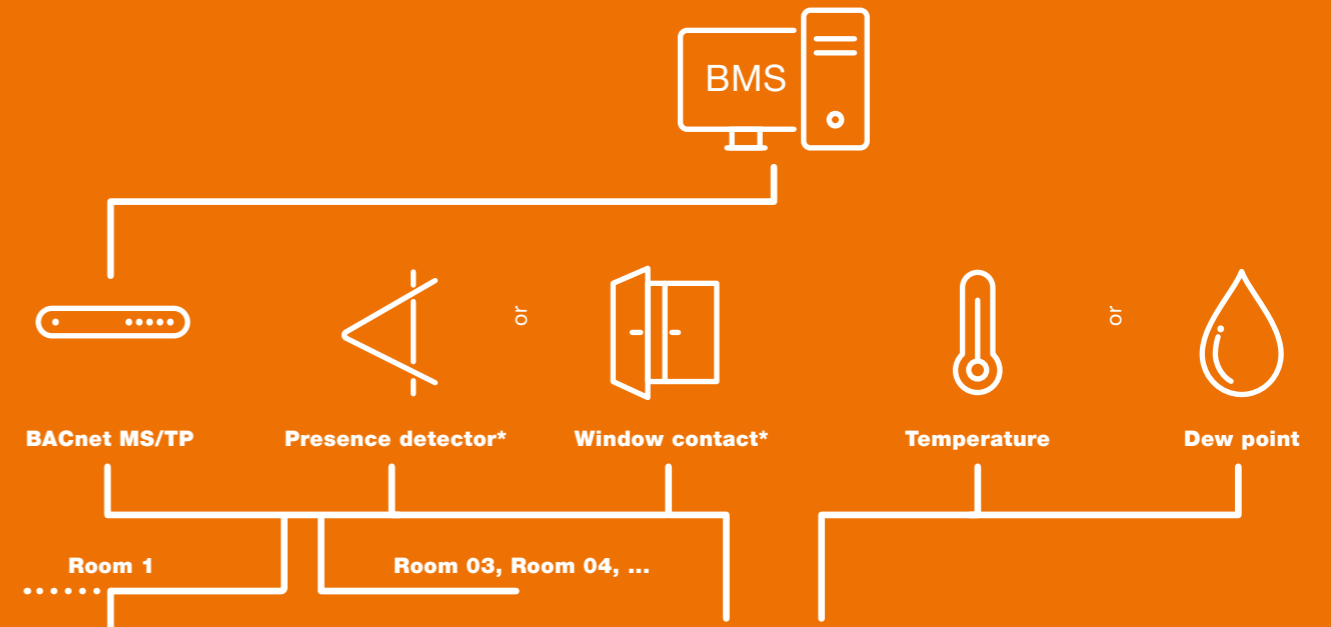 BMS
or
or
BACnet MS/TP
Presence detector*
Window contact*
Temperature
Dew point
Room 1
Room 03, Room 04, ...